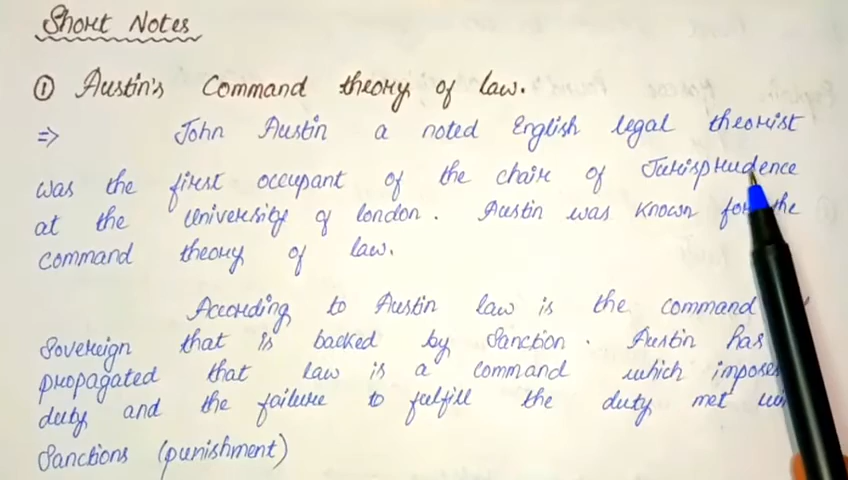 Short Notes
① Austin's Command theory of law.
⇒ John Austin a noted English legal theorist
was the first occupant of the chair of Jurisprudence
at the university of london. Austin was known for the
command theory of law.
According to Austin law is the command
Sovereign that is backed by Sanction. Austin has
propagated that law is a command which imposes
duty and the failure to fulfill the duty met
Sanctions (punishment)